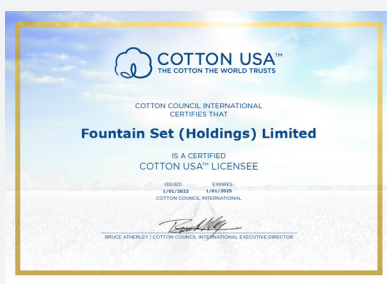 COTTON USA™
THE COTTON THE WORLD TRUSTS
COTTON COUNCIL INTERNATIONAL
CERTIFIES THAT
Fountain Set (Holdings) Limited
IS A CERTIFIED
COTTON USA™ LICENSEE
ISSUED EXPIRES
1/01/2022 1/01/2025
COTTON COUNCIL INTERNATIONAL
BRUCE ATHERLEY | COTTON COUNCIL INTERNATIONAL EXECUTIVE DIRECTOR